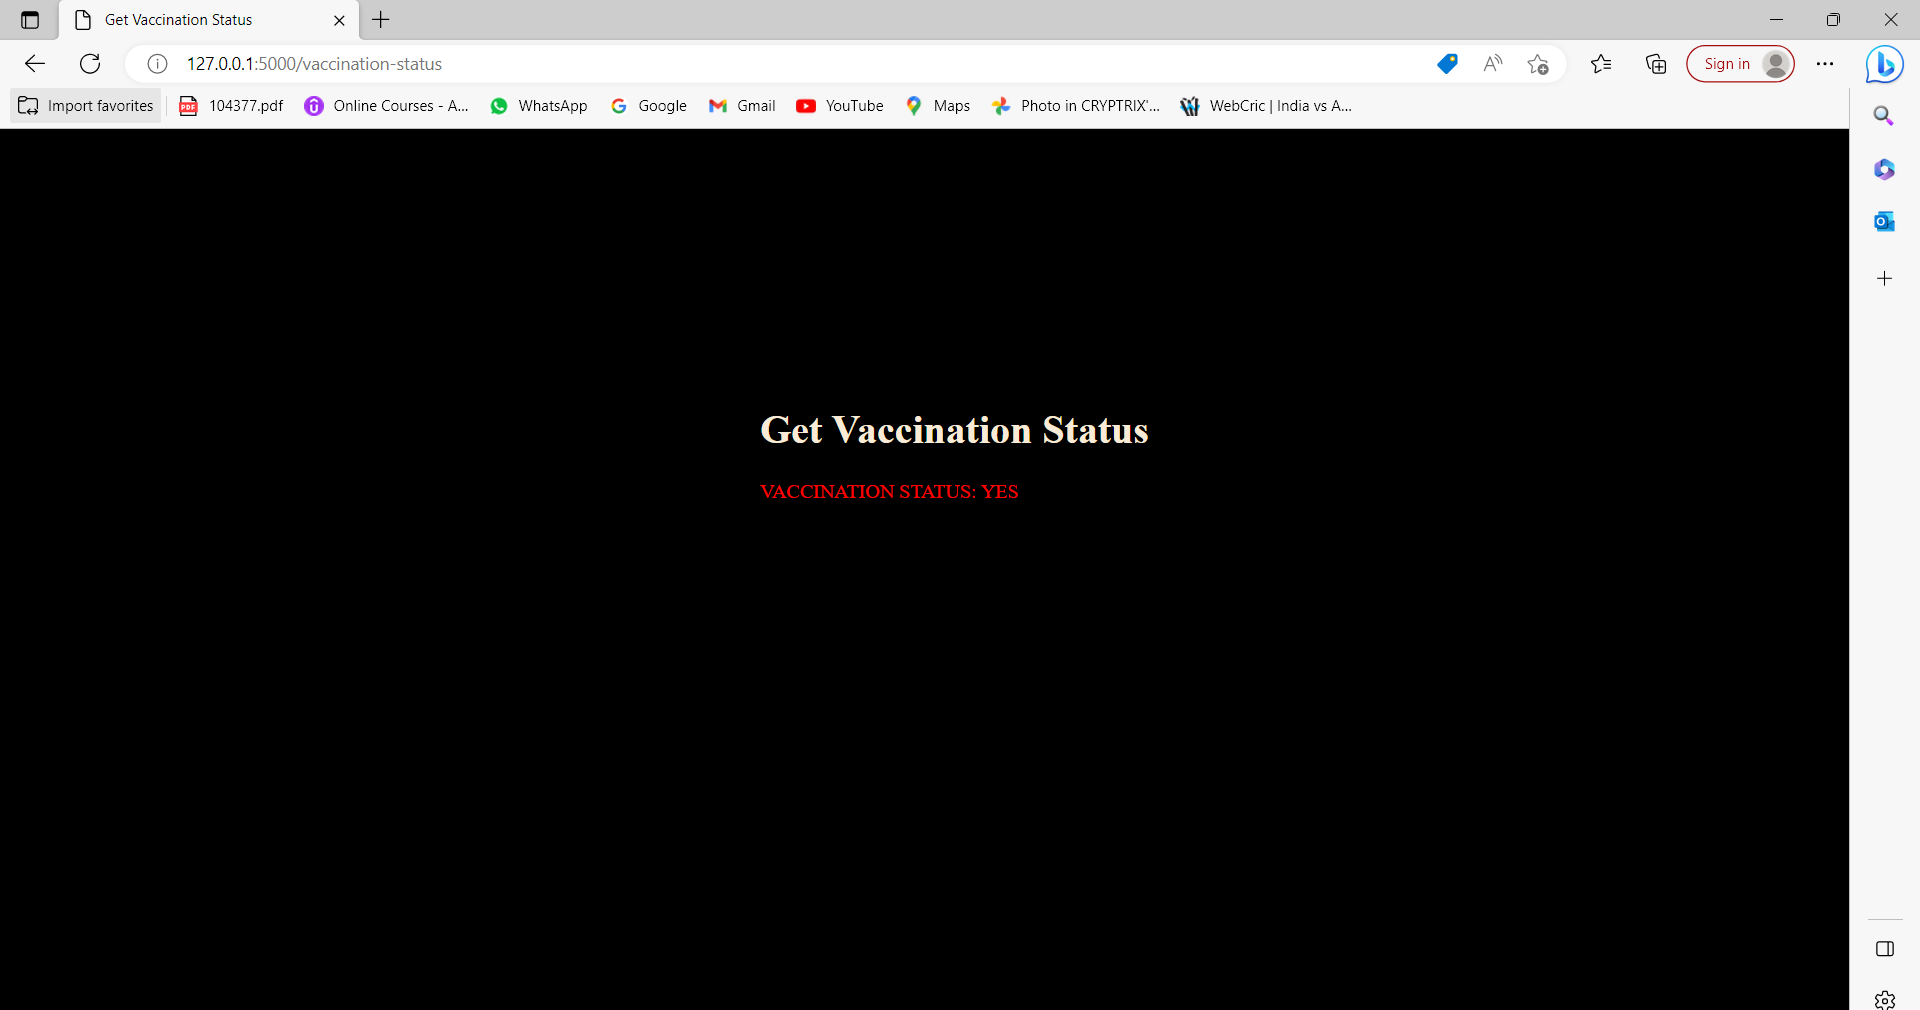 Get Vaccination Status
127.0.0.1:5000/vaccination-status
Sign in
Import favorites
104377.pdf
Online Courses - A...
WhatsApp
Google
Gmail
YouTube
Maps
Photo in CRYPTRIX'...
WebCric | India vs A...
Get Vaccination Status
VACCINATION STATUS: YES